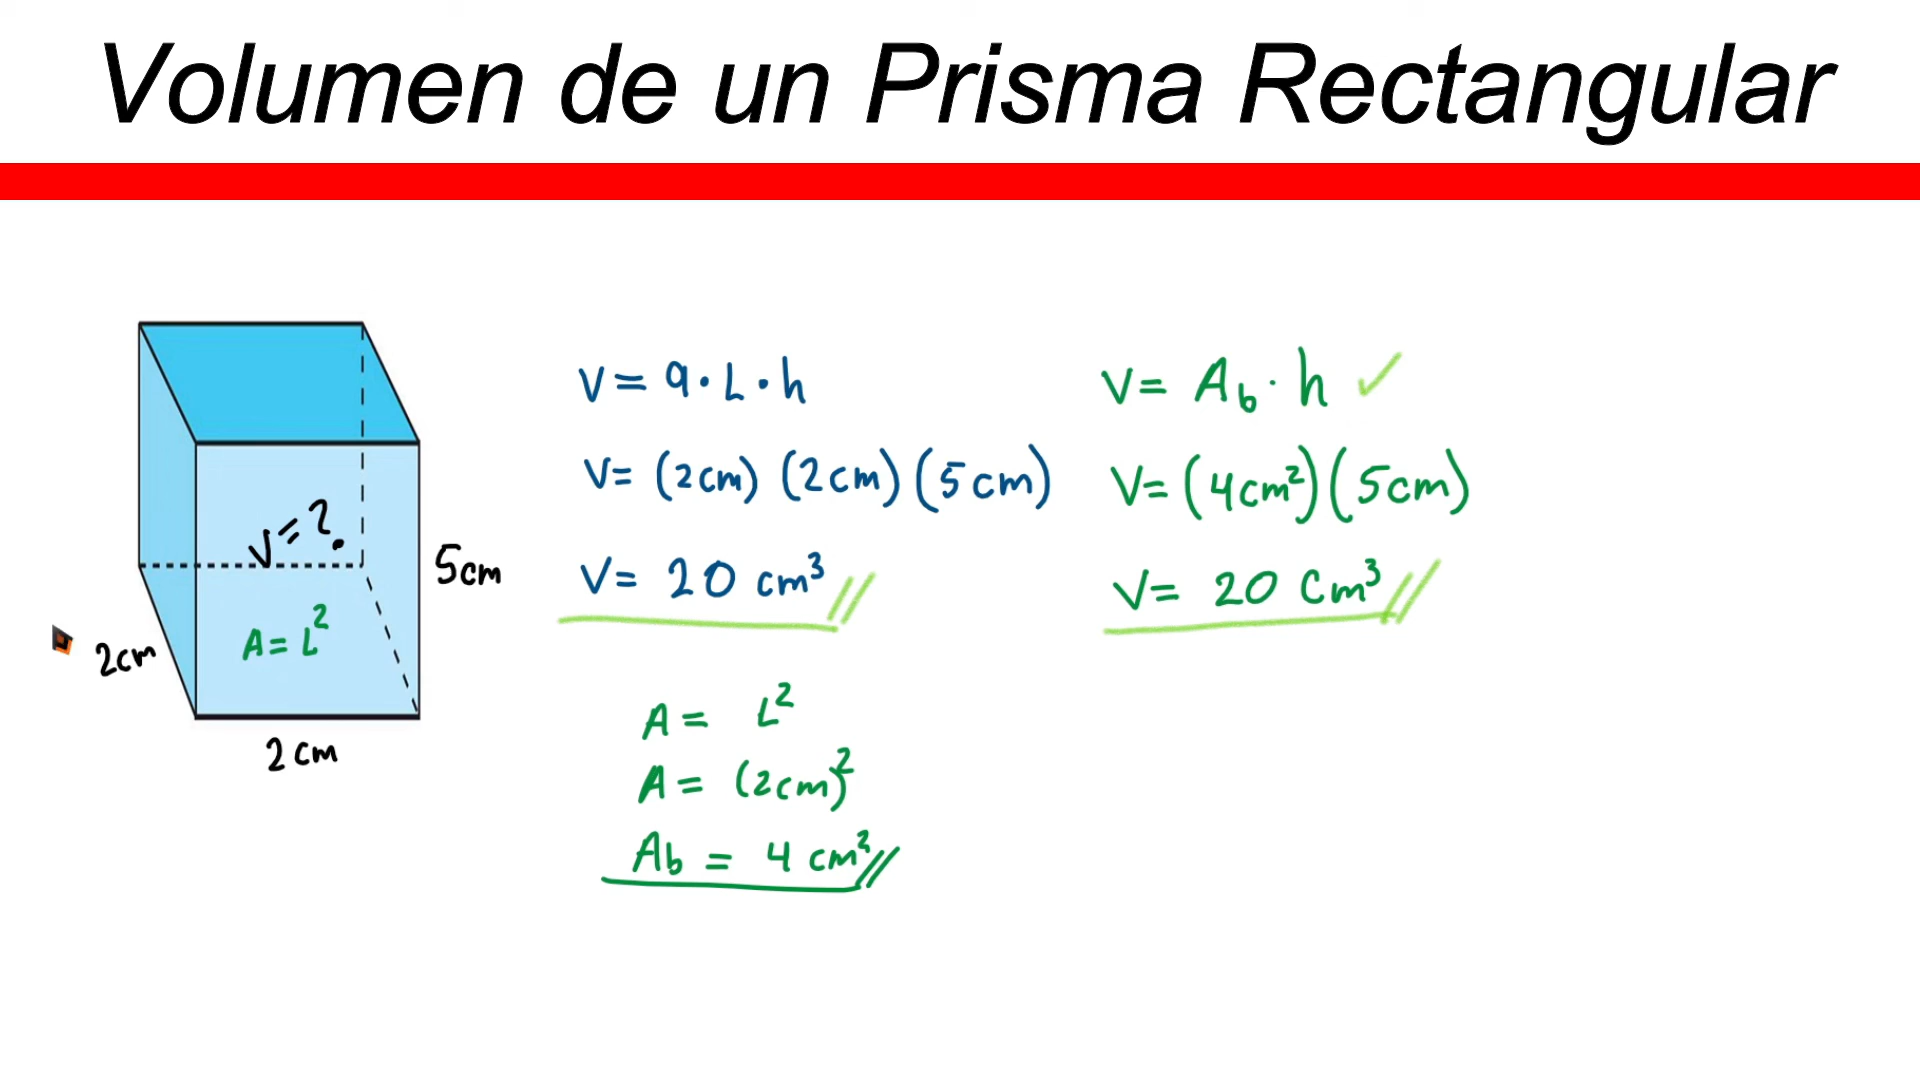 Volumen de un Prisma Rectangular
V = a · L · h
V = (2cm) (2cm) (5cm)
V = 20 cm³
V = Ab · h ✓
V = (4cm²)(5cm)
V = 20 cm³
V = ?
5cm
A = L²
2cm
2 cm
A = L²
A = (2cm)²
Ab = 4 cm²